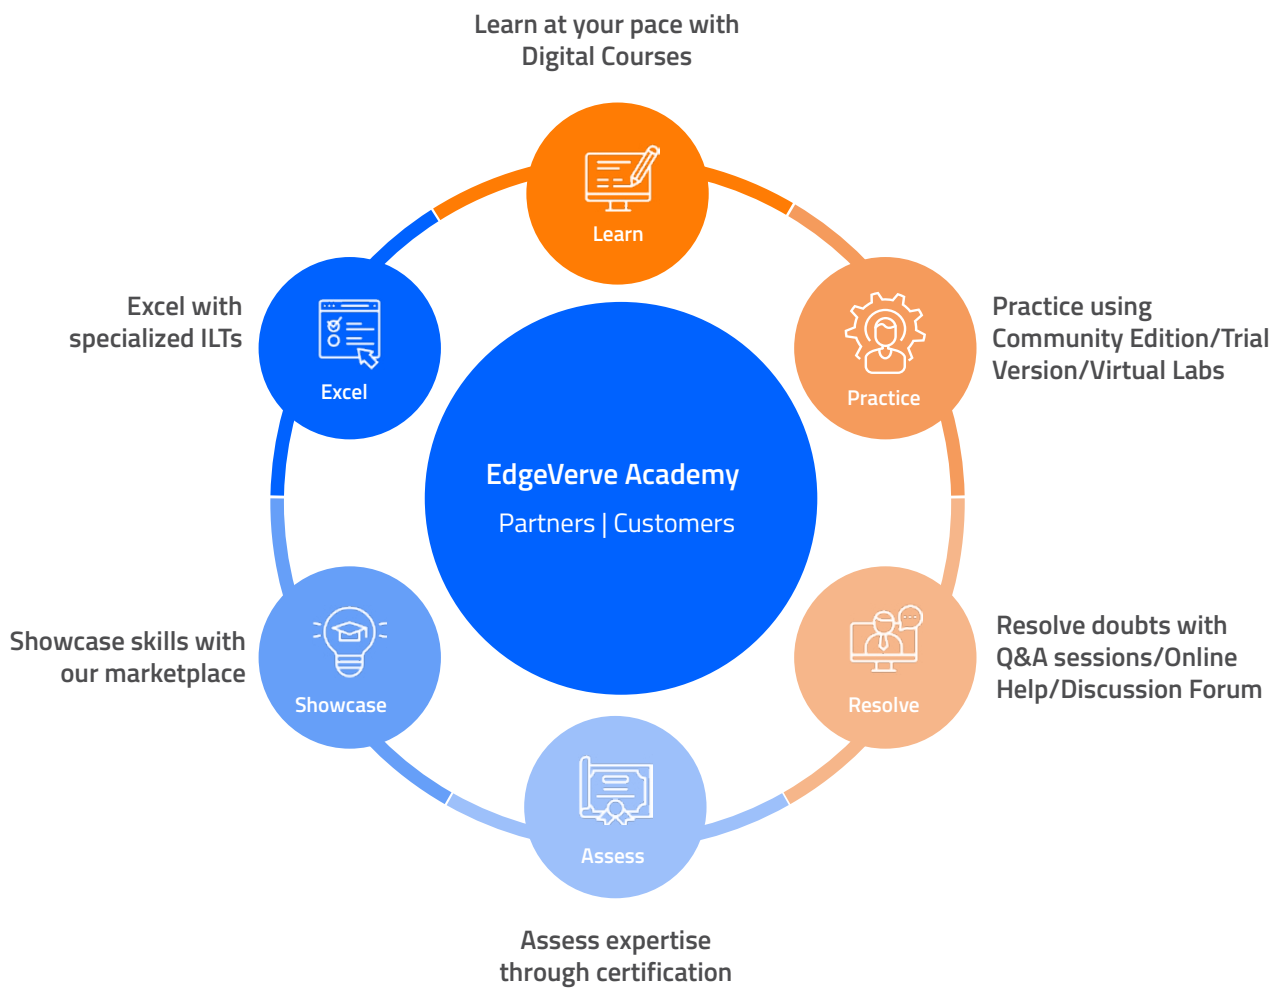 Learn at your pace with
Digital Courses
Learn
Practice using
Community Edition/Trial
Version/Virtual Labs
Practice
Resolve doubts with
Q&A sessions/Online
Help/Discussion Forum
Resolve
Assess
Assess expertise
through certification
Showcase skills with
our marketplace
Showcase
Excel with
specialized ILTs
Excel
EdgeVerve Academy
Partners | Customers